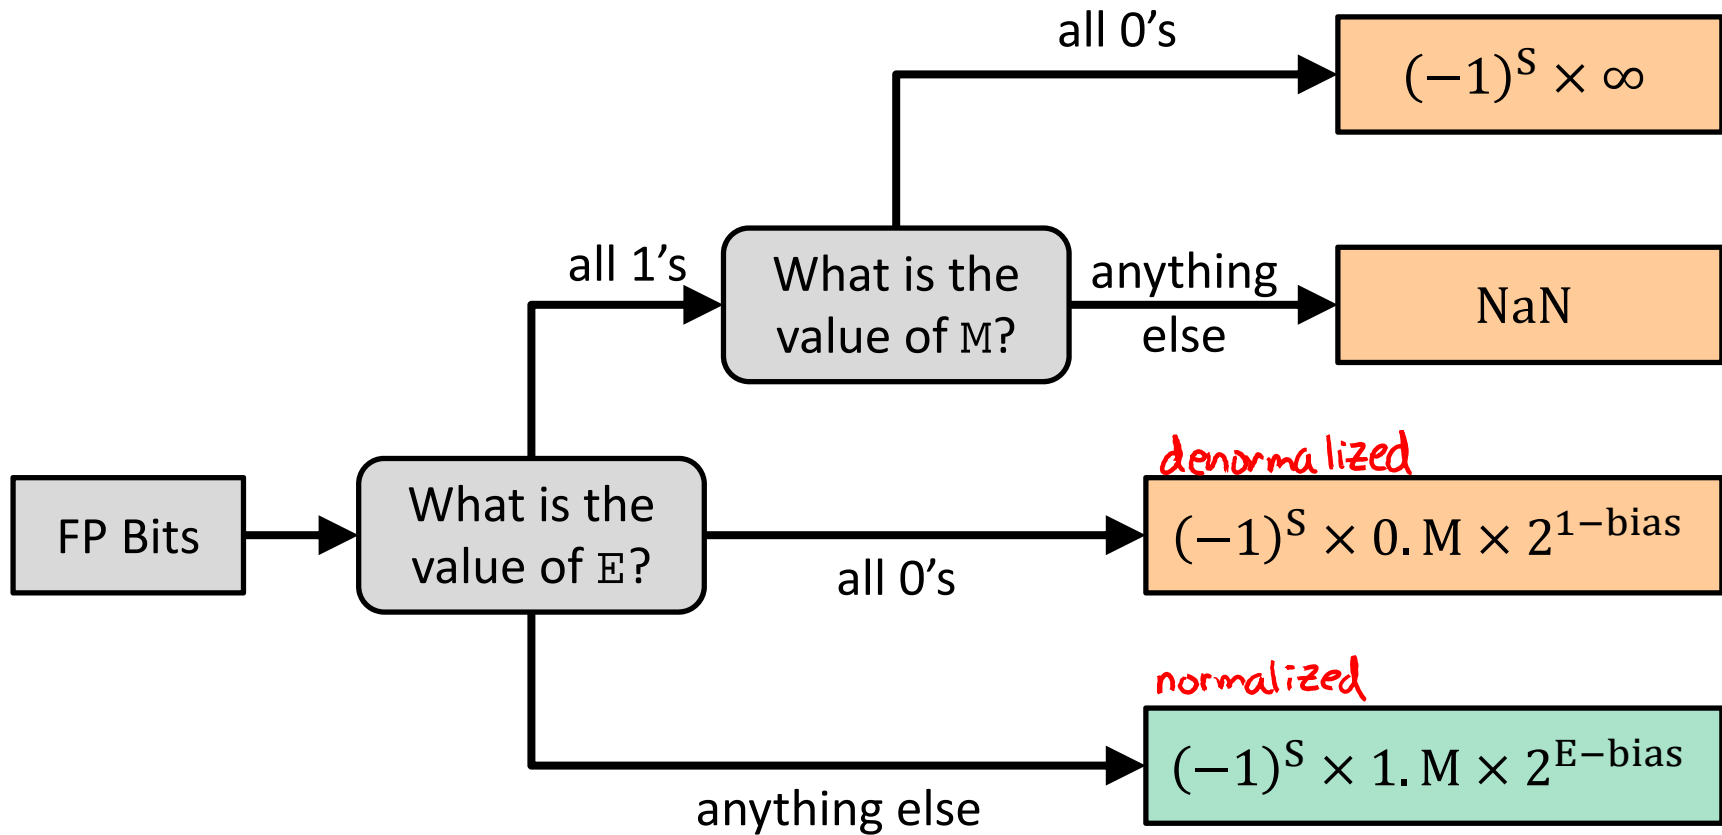 all 0's
(−1)^S × ∞
all 1's
What is the
value of M?
anything
else
NaN
FP Bits
What is the
value of E?
all 0's
denormalized
(−1)^S × 0.M × 2^{1−bias}
normalized
anything else
(−1)^S × 1.M × 2^{E−bias}